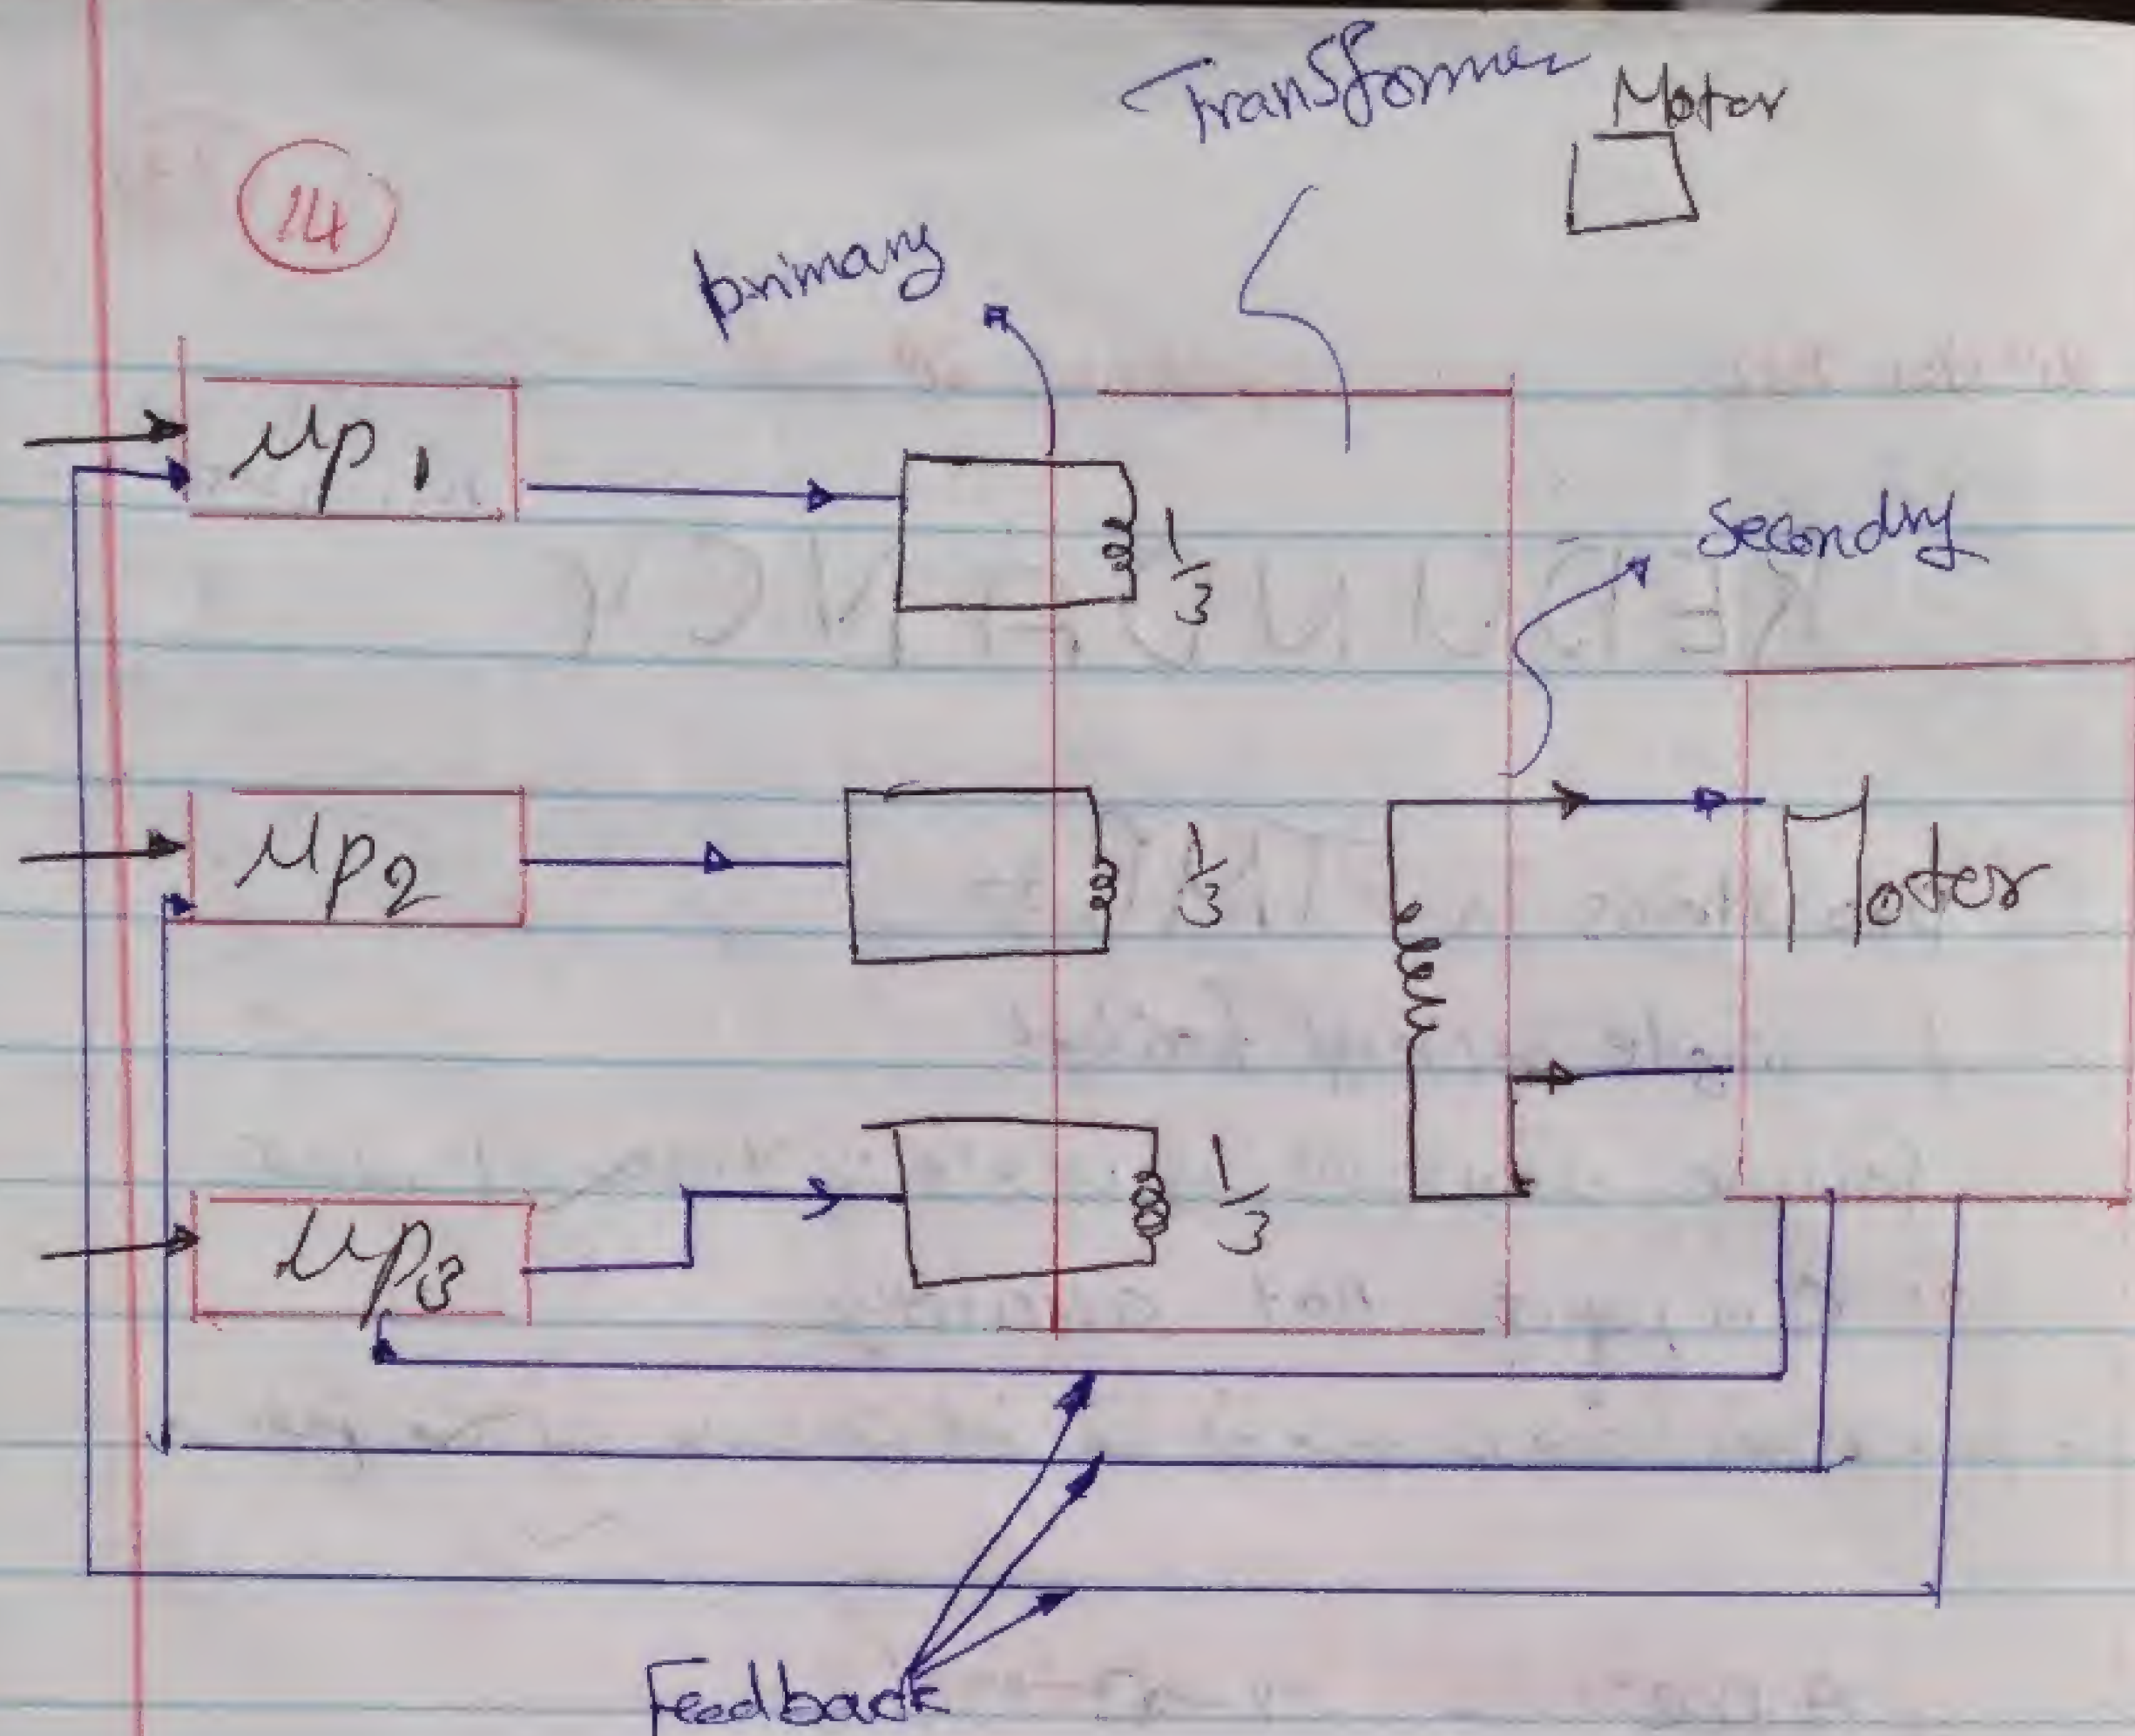 Transformer
Motor
14
primary
μp1
1/3
Secondry
μp2
1/3
Motor
μp3
1/3
Feedback